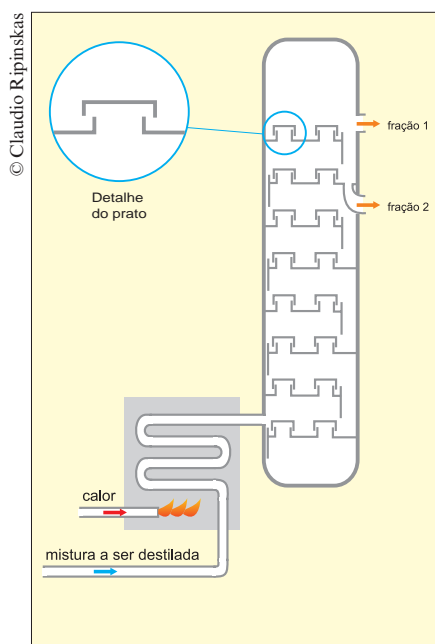 © Claudio Ripinskas
fração 1
Detalhe
do prato
fração 2
calor
mistura a ser destilada